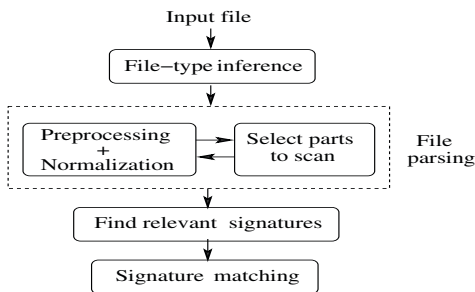 Input file
File-type inference
Preprocessing
+
Normalization
Select parts
to scan
File
parsing
Find relevant signatures
Signature matching